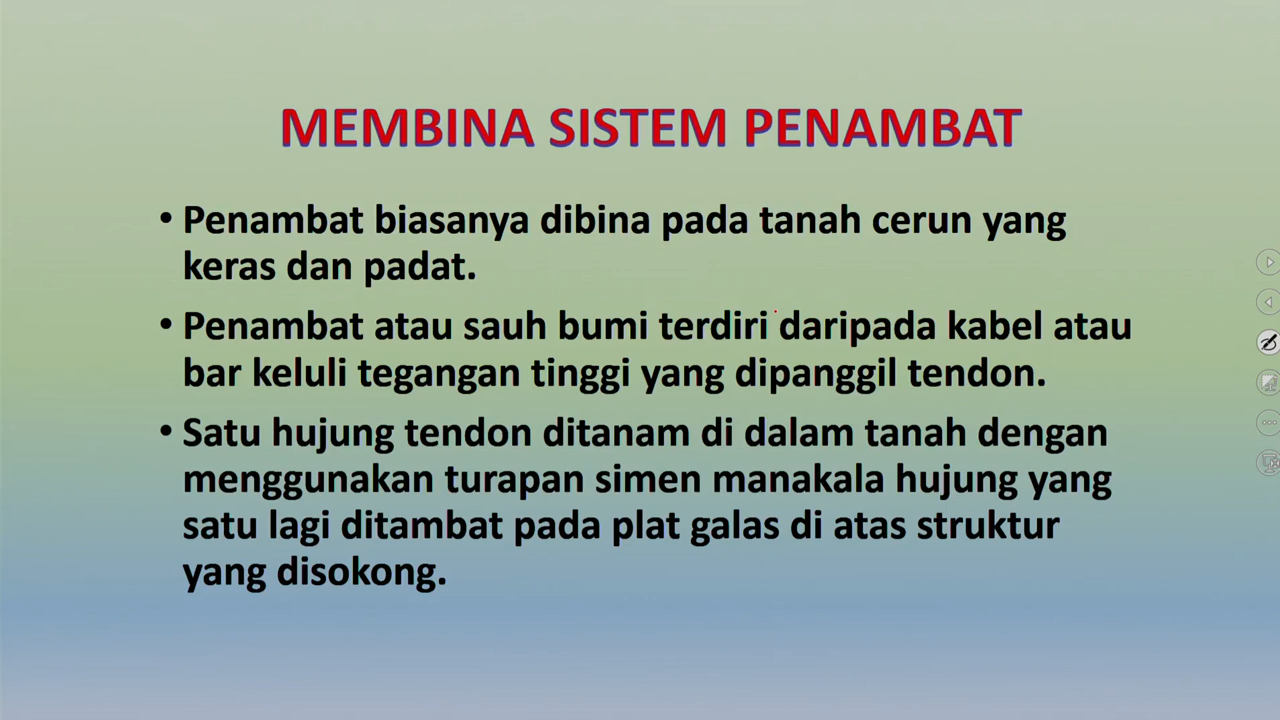 MEMBINA SISTEM PENAMBAT
• Penambat biasanya dibina pada tanah cerun yang
keras dan padat.
• Penambat atau sauh bumi terdiri daripada kabel atau
bar keluli tegangan tinggi yang dipanggil tendon.
• Satu hujung tendon ditanam di dalam tanah dengan
menggunakan turapan simen manakala hujung yang
satu lagi ditambat pada plat galas di atas struktur
yang disokong.